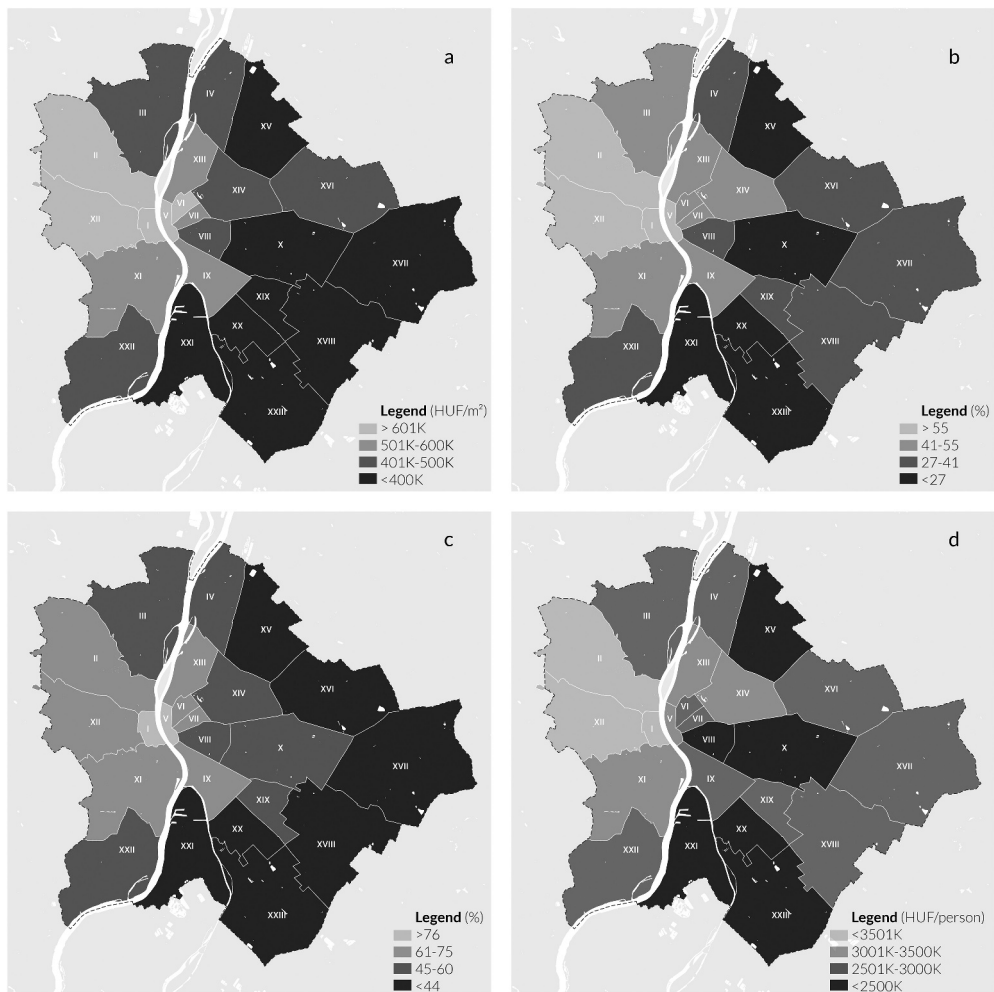 a
III
IV
XV
II
XIII
XVI
XIV
VI
XII
I
V
VII
VIII
X
XVII
XI
IX
XIX
XX
XVIII
XXII
XXI
XXIII
Legend (HUF/m²)
> 601K
501K-600K
401K-500K
<400K
b
III
IV
XV
II
XIII
XVI
XIV
VI
XII
I
V
VII
VIII
X
XVII
XI
IX
XIX
XX
XVIII
XXII
XXI
XXIII
Legend (%)
> 55
41-55
27-41
<27
c
III
IV
XV
II
XIII
XVI
XIV
VI
XII
I
V
VII
VIII
X
XVII
XI
IX
XIX
XX
XVIII
XXII
XXI
XXIII
Legend (%)
>76
61-75
45-60
<44
d
III
IV
XV
II
XIII
XVI
XIV
VI
XII
I
V
VII
VIII
X
XVII
XI
IX
XIX
XX
XVIII
XXII
XXI
XXIII
Legend (HUF/person)
<3501K
3001K-3500K
2501K-3000K
<2500K